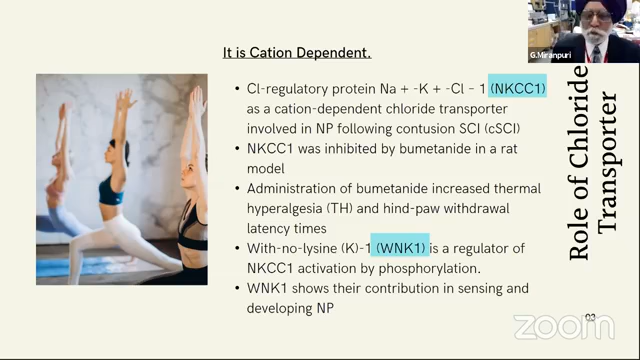 It is Cation Dependent.
• Cl-regulatory protein Na + -K + -Cl – 1 (NKCC1)
as a cation-dependent chloride transporter
involved in NP following contusion SCI (cSCI)
• NKCC1 was inhibited by bumetanide in a rat
model
• Administration of bumetanide increased thermal
hyperalgesia (TH) and hind-paw withdrawal
latency times
• With-no-lysine (K)-1 (WNK1) is a regulator of
NKCC1 activation by phosphorylation.
• WNK1 shows their contribution in sensing and
developing NP
Role of Chloride
Transporter
G.Miranpuri
03
zoom